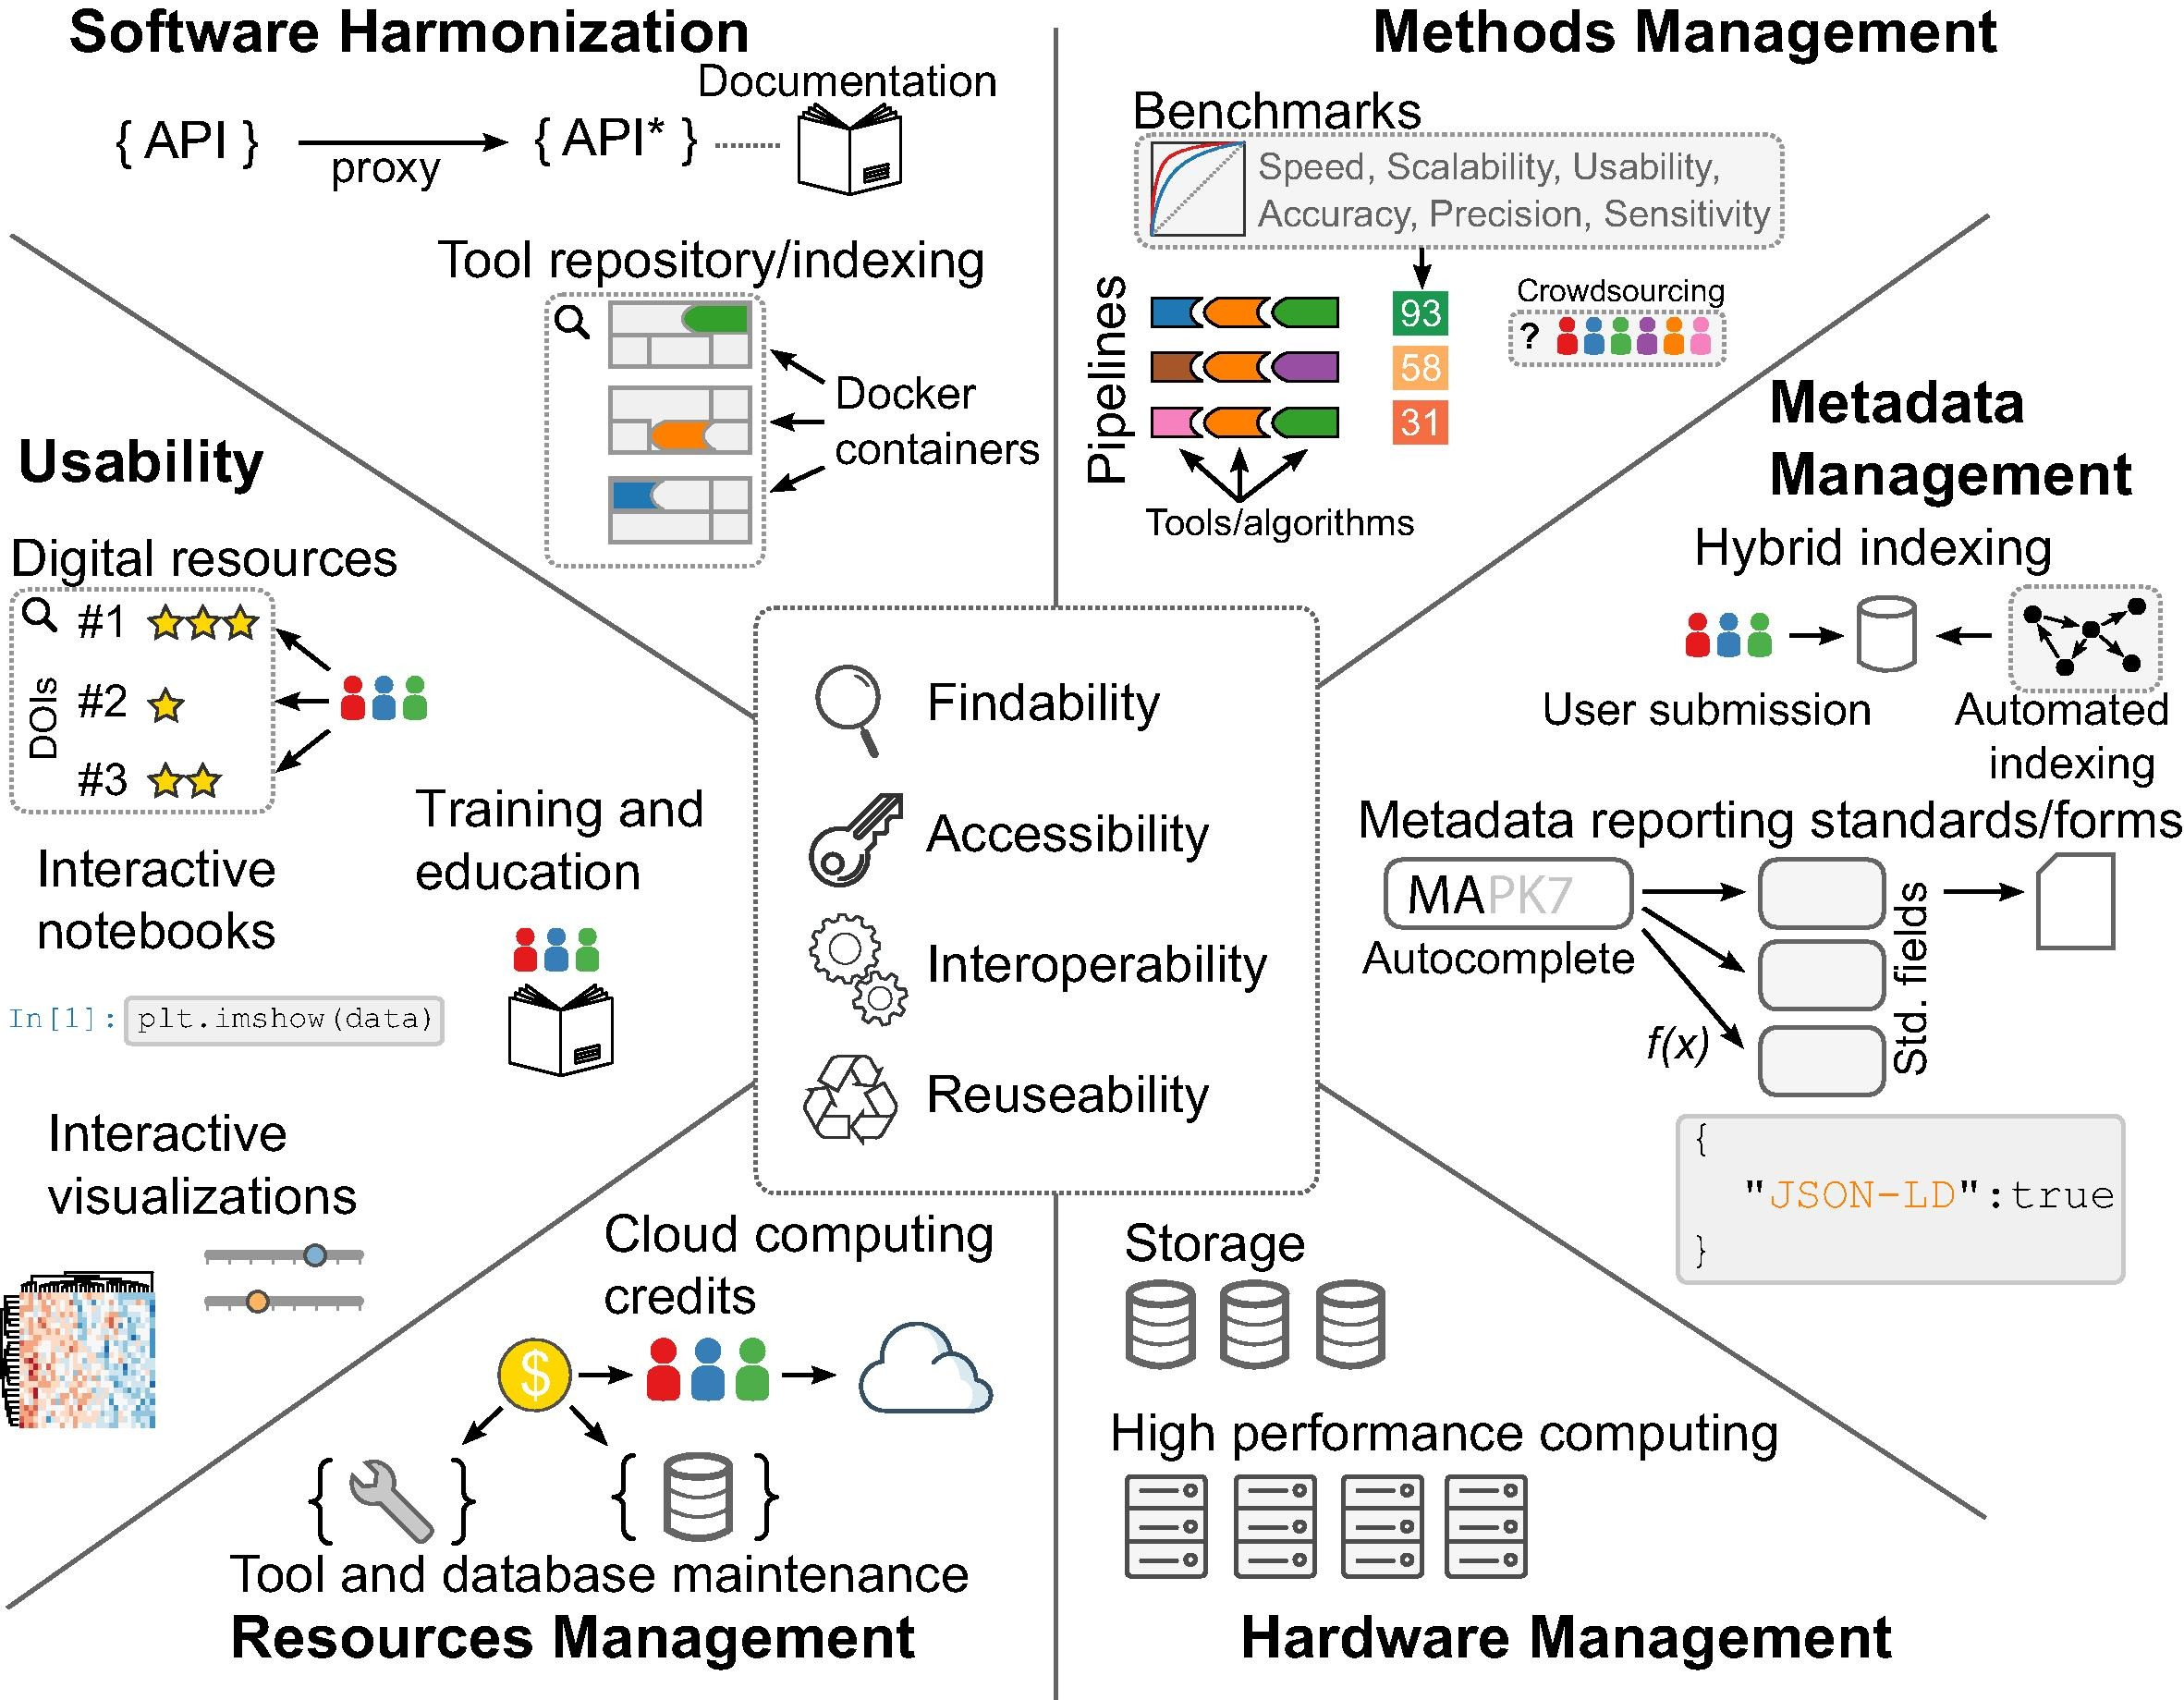 Software Harmonization
{ API }
proxy
{ API* }
Documentation
Tool repository/indexing
Docker
containers
Methods Management
Benchmarks
Speed, Scalability, Usability,
Accuracy, Precision, Sensitivity
Pipelines
93
58
31
Crowdsourcing
?
Tools/algorithms
Metadata
Management
Hybrid indexing
User submission
Automated
indexing
Metadata reporting standards/forms
MAPK7
Autocomplete
f(x)
Std. fields
{
"JSON-LD":true
}
Usability
Digital resources
DOIs
#1
#2
#3
Interactive
notebooks
In[1]: plt.imshow(data)
Training and
education
Interactive
visualizations
Findability
Accessibility
Interoperability
Reuseability
Cloud computing
credits
$
{ }
{ }
Tool and database maintenance
Resources Management
Storage
High performance computing
Hardware Management